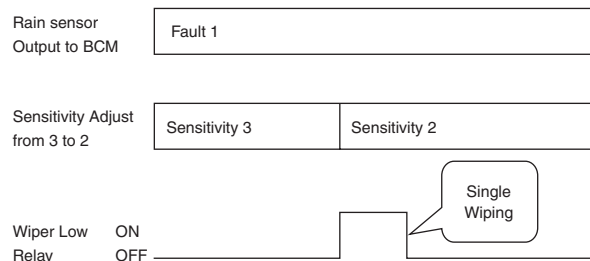 Rain sensor
Output to BCM
Fault 1
Sensitivity Adjust
from 3 to 2
Sensitivity 3
Sensitivity 2
Single
Wiping
Wiper Low ON
Relay OFF